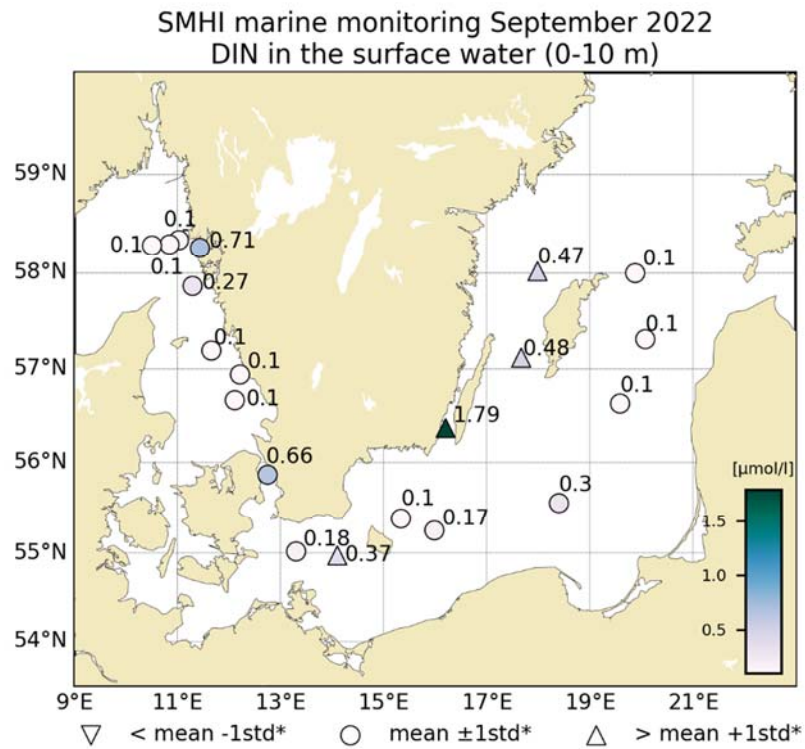 SMHI marine monitoring September 2022
DIN in the surface water (0-10 m)
59°N
58°N
57°N
56°N
55°N
54°N
0.1
0.1
0.71
0.1
0.27
0.47
0.1
0.1
0.1
0.48
0.1
0.1
0.1
1.79
0.66
0.3
0.1
0.17
0.18
0.37
[µmol/l]
1.5
1.0
0.5
9°E 11°E 13°E 15°E 17°E 19°E 21°E
▽ < mean -1std* ○ mean ±1std* △ > mean +1std*